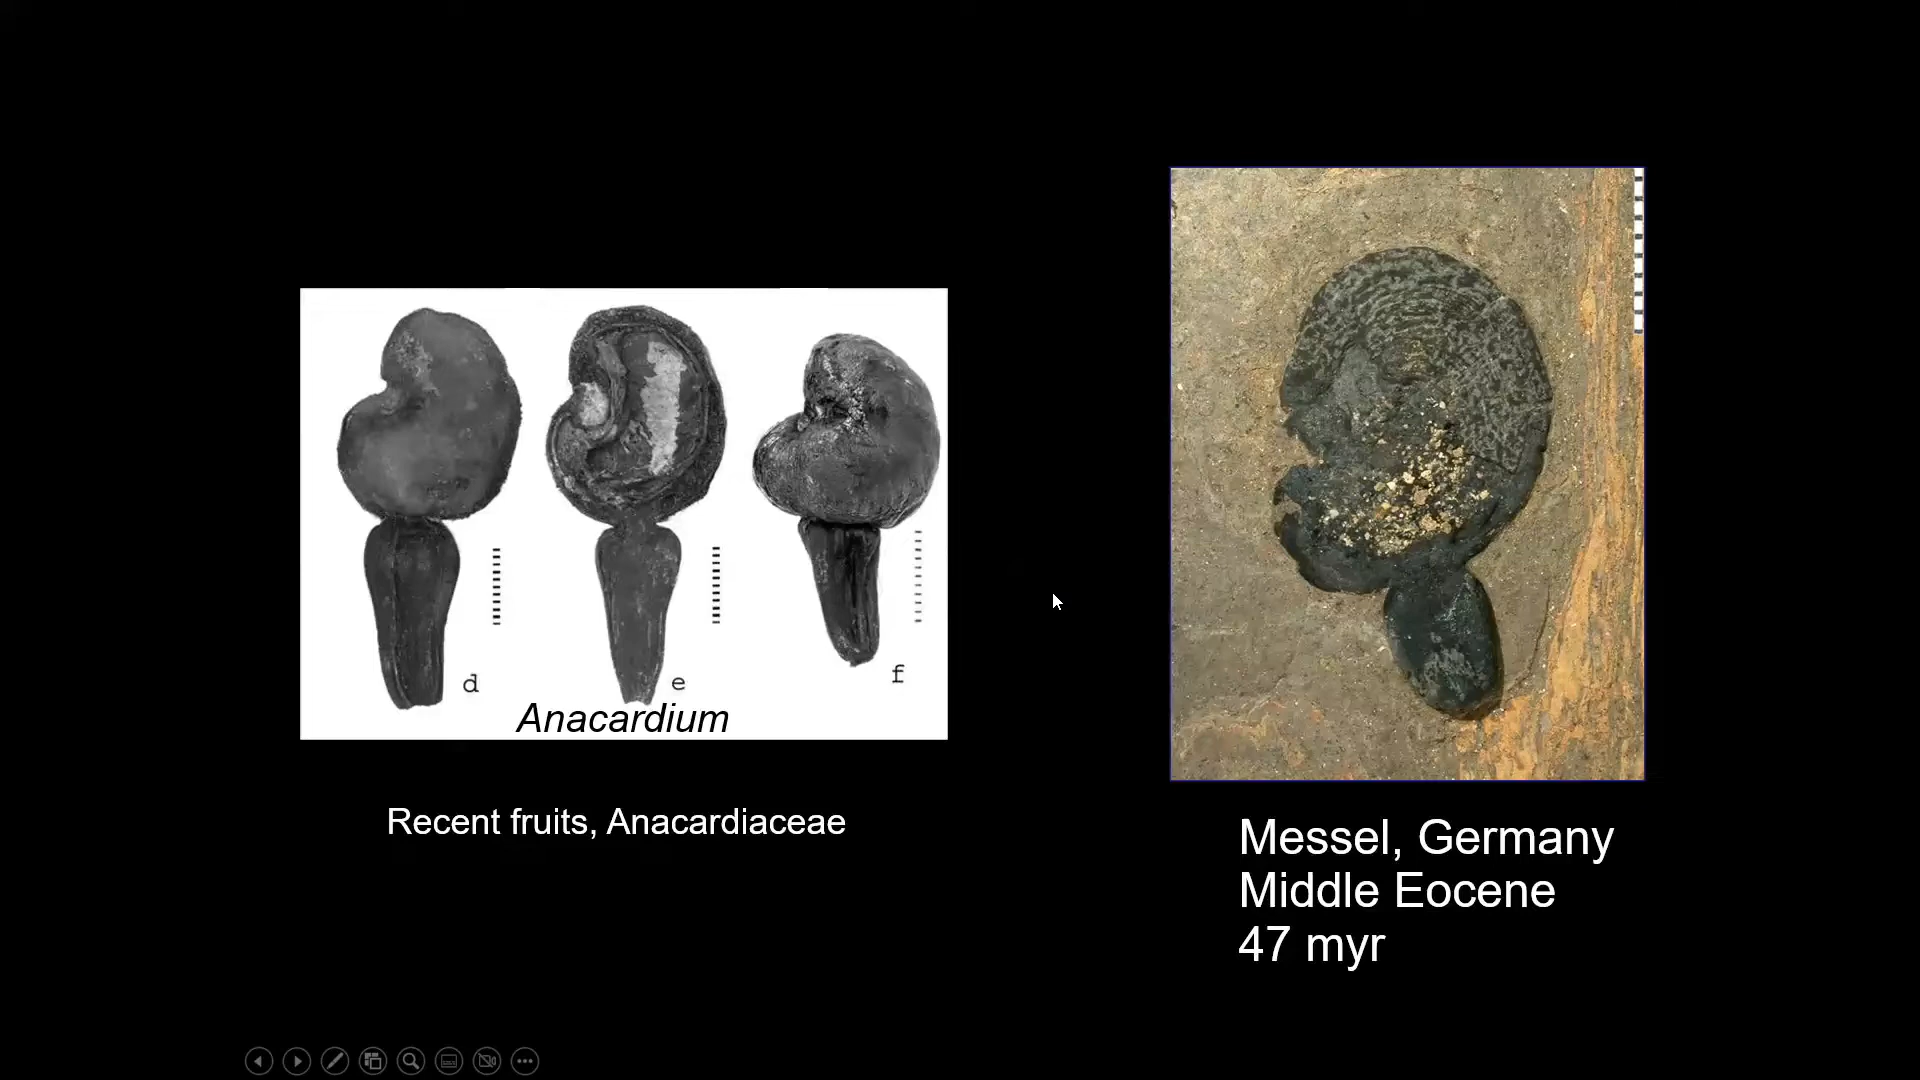 d
e
f
Anacardium
Recent fruits, Anacardiaceae
Messel, Germany
Middle Eocene
47 myr